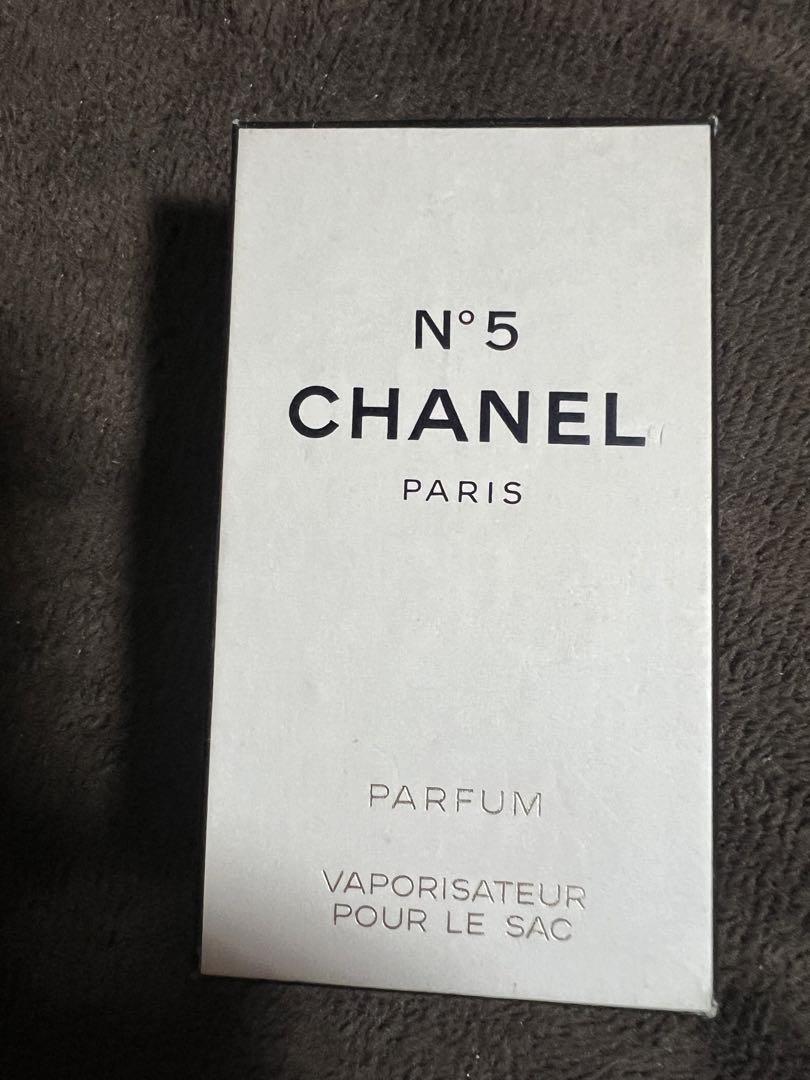 N°5
CHANEL
PARIS
PARFUM
VAPORISATEUR
POUR LE SAC